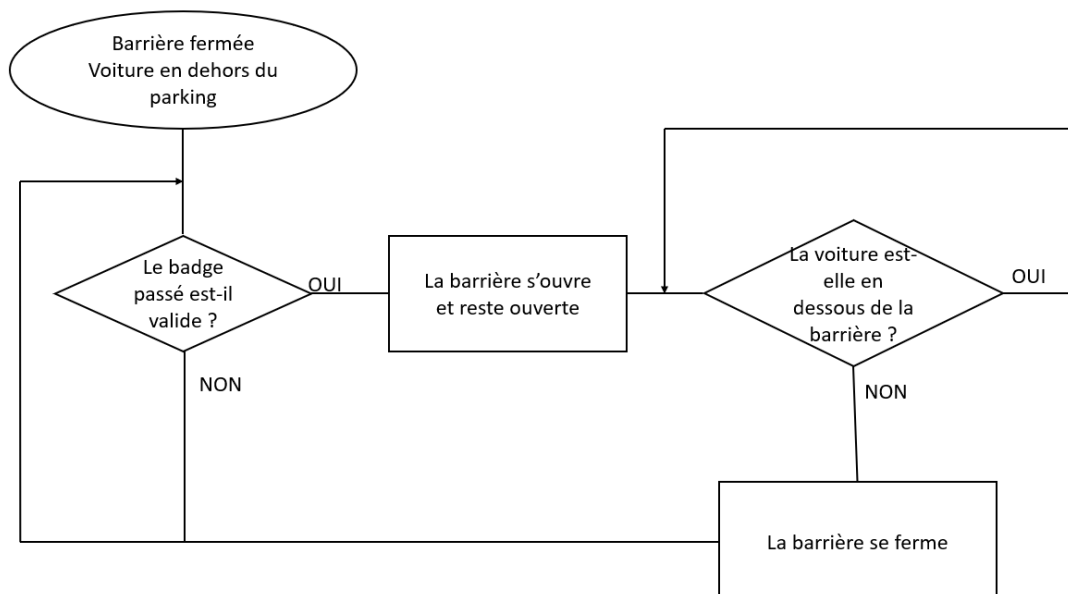 Barrière fermée
Voiture en dehors du
parking
Le badge
passé est-il
valide ?
OUI
NON
La barrière s’ouvre
et reste ouverte
La voiture est-
elle en
dessous de la
barrière ?
OUI
NON
La barrière se ferme